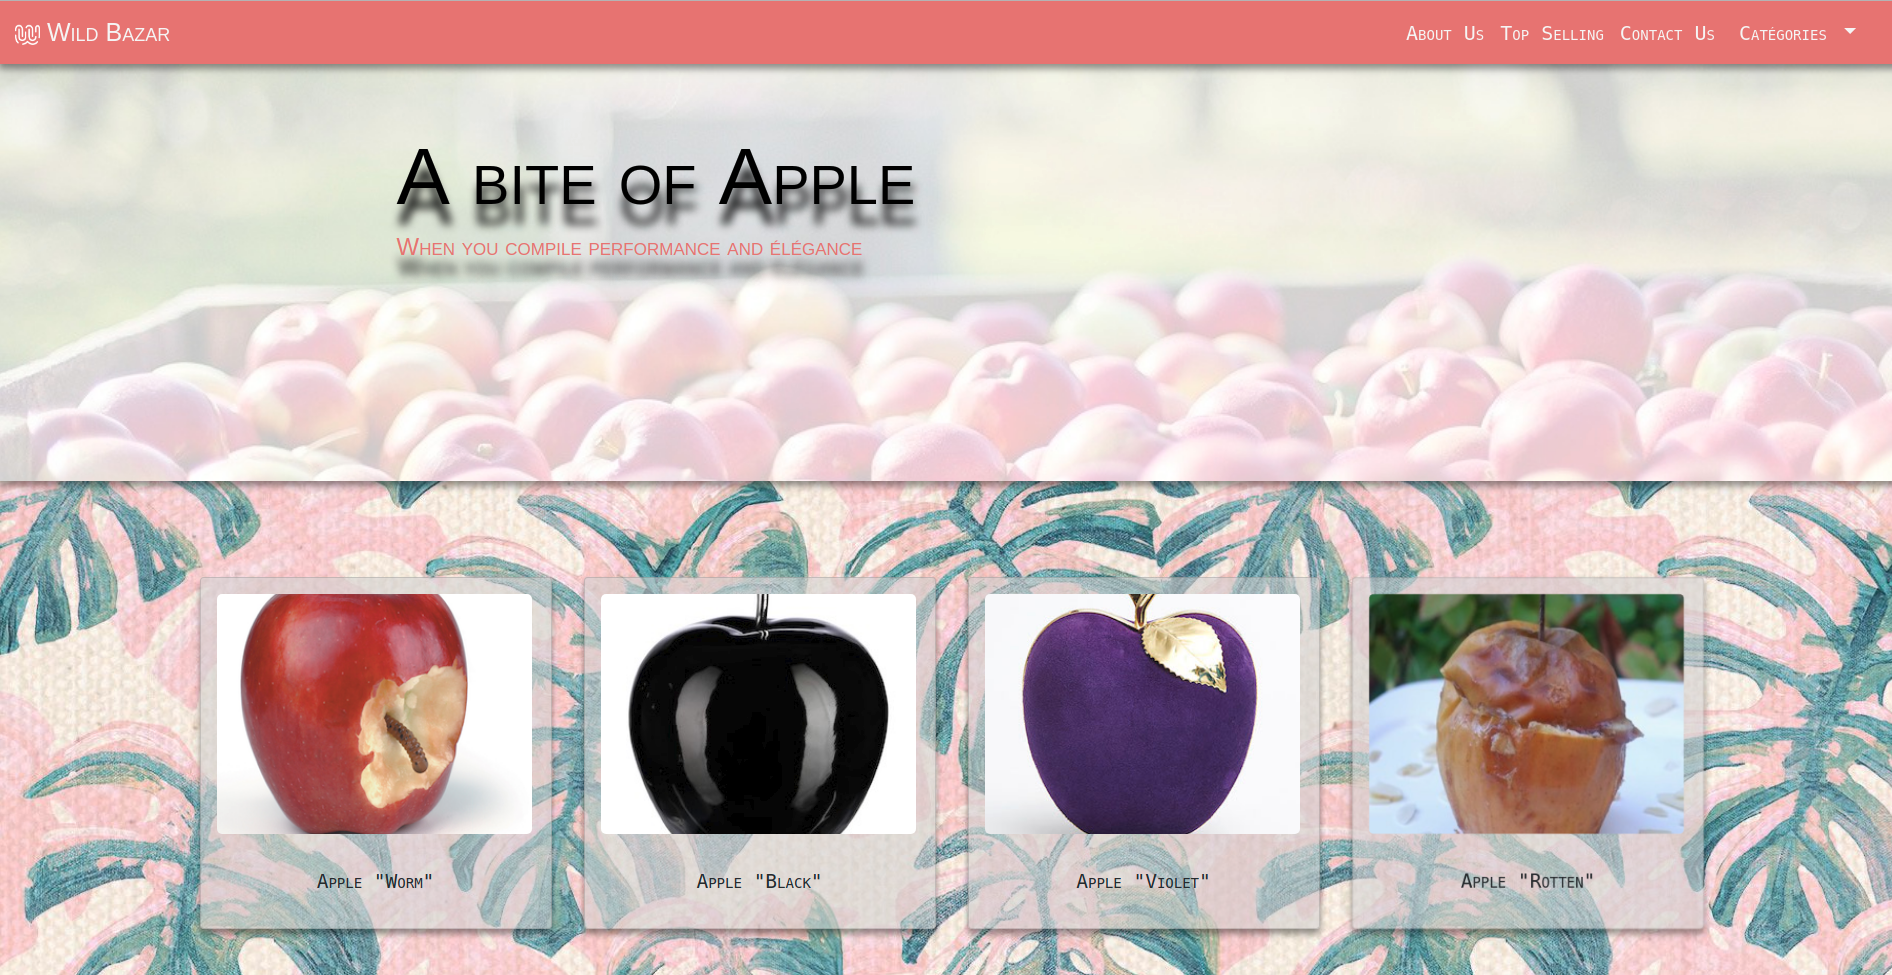 Wild Bazar
About Us Top Selling Contact Us Catégories
A bite of Apple
When you compile performance and élégance
Apple "Worm"
Apple "Black"
Apple "Violet"
Apple "Rotten"